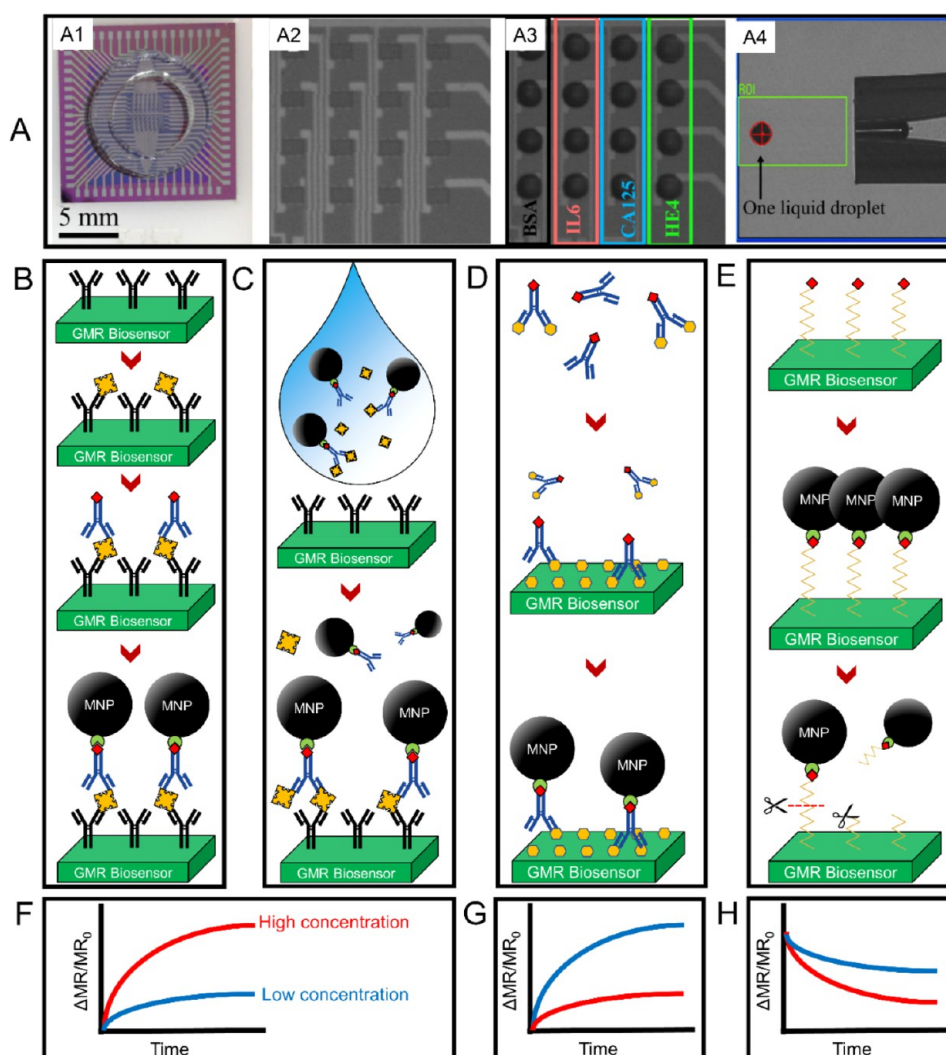 A
A1
5 mm
A2
A3
BSA
IL6
CA125
HE4
A4
ROI
One liquid droplet
B
GMR Biosensor
GMR Biosensor
GMR Biosensor
MNP MNP
GMR Biosensor
C
GMR Biosensor
MNP MNP
GMR Biosensor
D
GMR Biosensor
MNP
MNP
GMR Biosensor
E
GMR Biosensor
MNP MNP MNP
GMR Biosensor
MNP
GMR Biosensor
F
ΔMR/MR₀
High concentration
Low concentration
Time
G
ΔMR/MR₀
Time
H
ΔMR/MR₀
Time